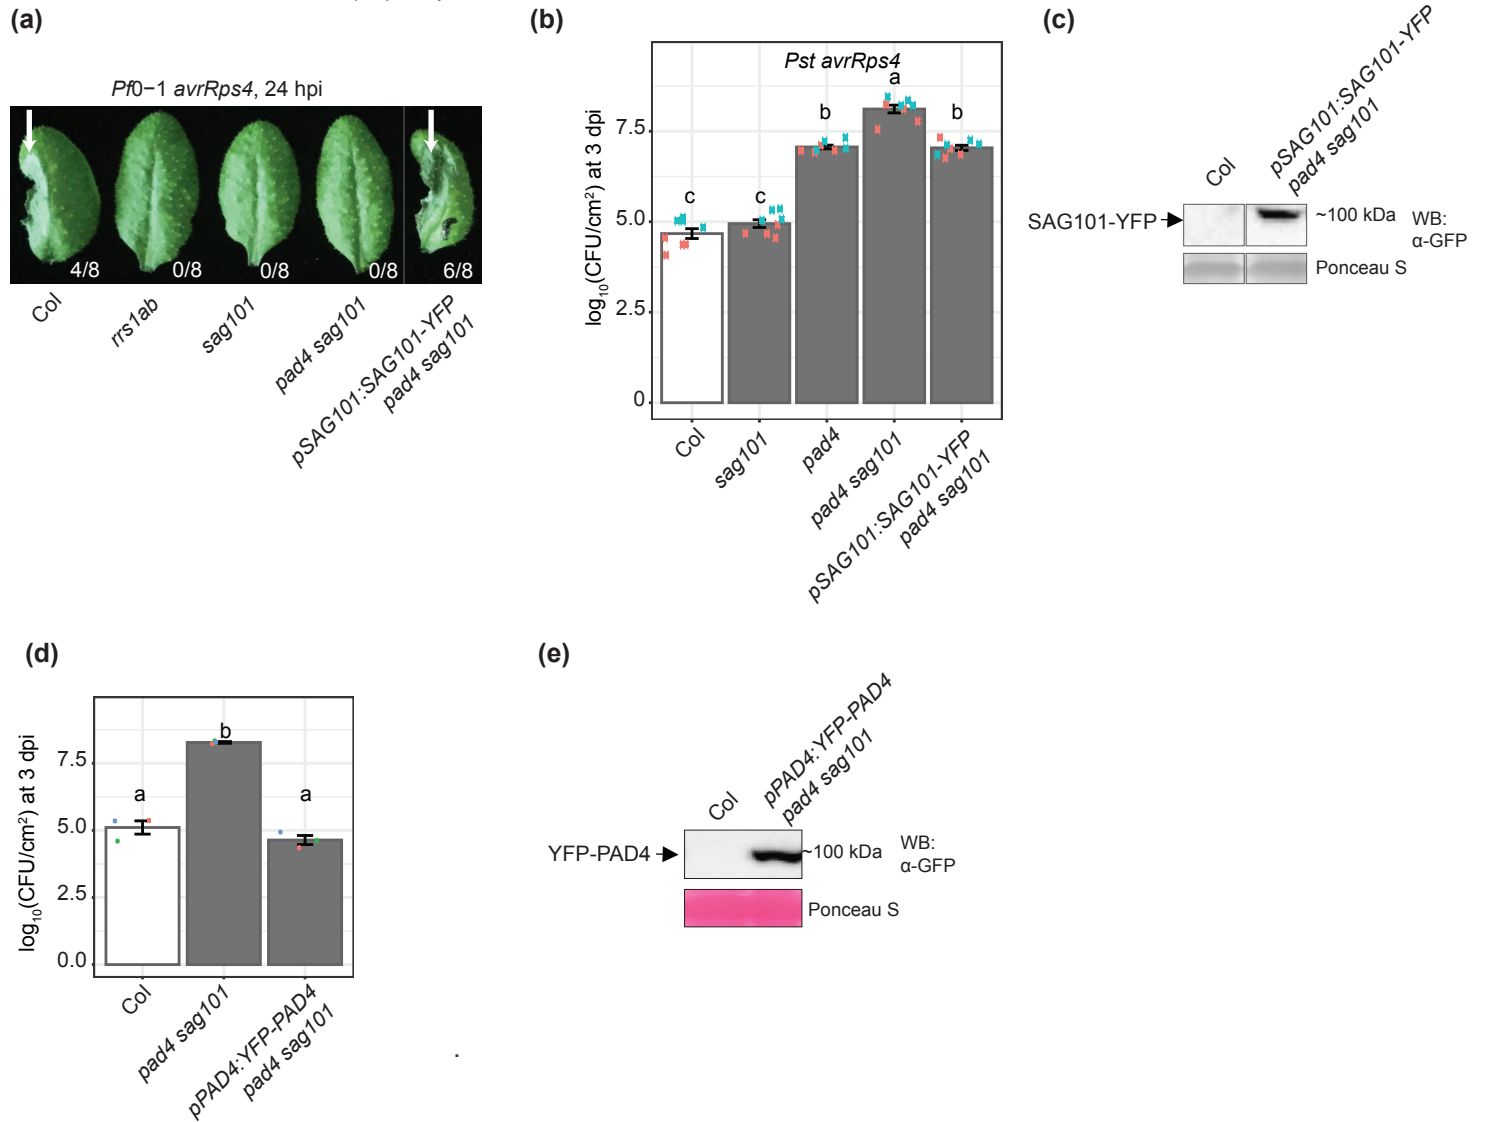 (a)
Pf0−1 avrRps4, 24 hpi
4/8
0/8
0/8
0/8
6/8
Col
rrs1ab
sag101
pad4 sag101
pSAG101:SAG101-YFP
pad4 sag101
(b)
Pst avrRps4
log10(CFU/cm2) at 3 dpi
7.5
5.0
2.5
0
c
c
b
a
b
Col
sag101
pad4
pad4 sag101
pSAG101:SAG101-YFP
pad4 sag101
(c)
Col
pSAG101:SAG101-YFP
pad4 sag101
SAG101-YFP
~100 kDa
WB:
α-GFP
Ponceau S
(d)
log10(CFU/cm2) at 3 dpi
7.5
5.0
2.5
0.0
a
b
a
Col
pad4 sag101
pPAD4:YFP-PAD4
pad4 sag101
(e)
Col
pPAD4:YFP-PAD4
pad4 sag101
YFP-PAD4
~100 kDa
WB:
α-GFP
Ponceau S